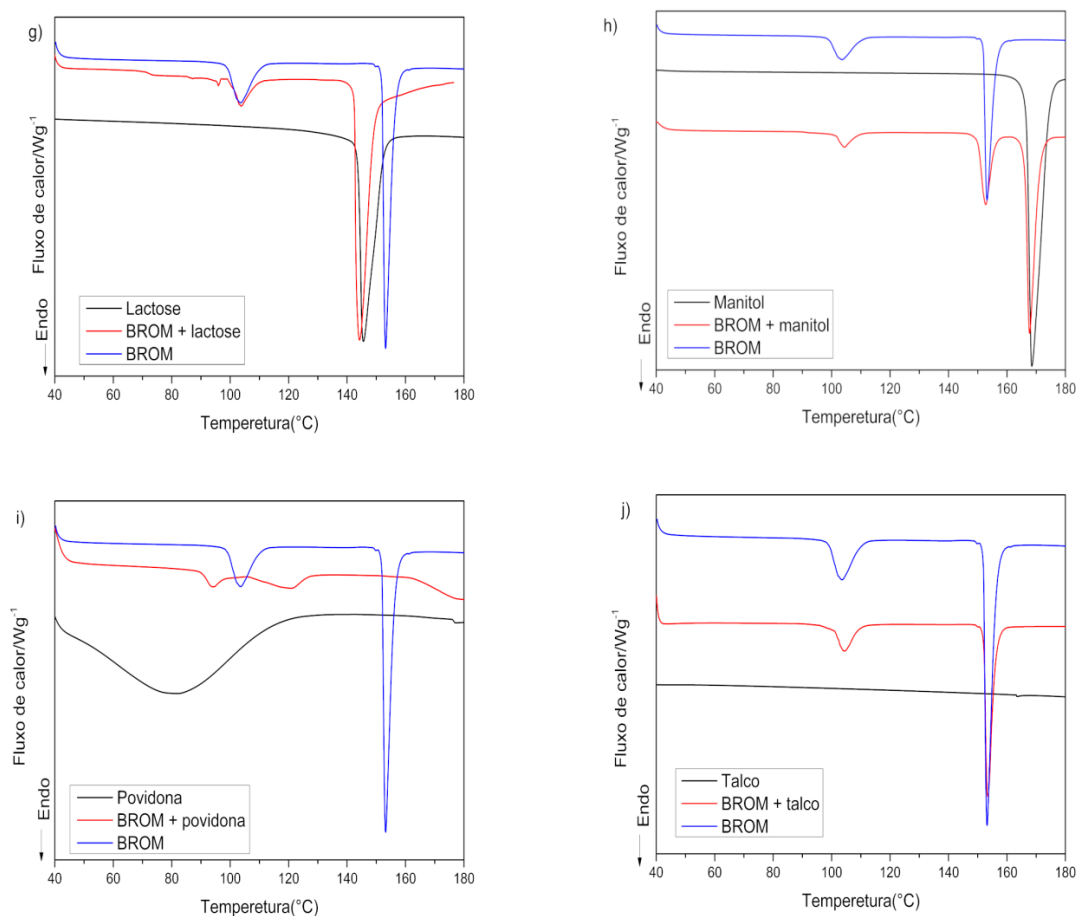 g)
Fluxo de calor/Wg⁻¹
Endo
Lactose
BROM + lactose
BROM
40 60 80 100 120 140 160 180
Temperetura(°C)
h)
Fluxo de calor/Wg⁻¹
Endo
Manitol
BROM + manitol
BROM
40 60 80 100 120 140 160 180
Temperetura(°C)
i)
Fluxo de calor/Wg⁻¹
Endo
Povidona
BROM + povidona
BROM
40 60 80 100 120 140 160 180
Temperetura(°C)
j)
Fluxo de calor/Wg⁻¹
Endo
Talco
BROM + talco
BROM
40 60 80 100 120 140 160 180
Temperetura(°C)